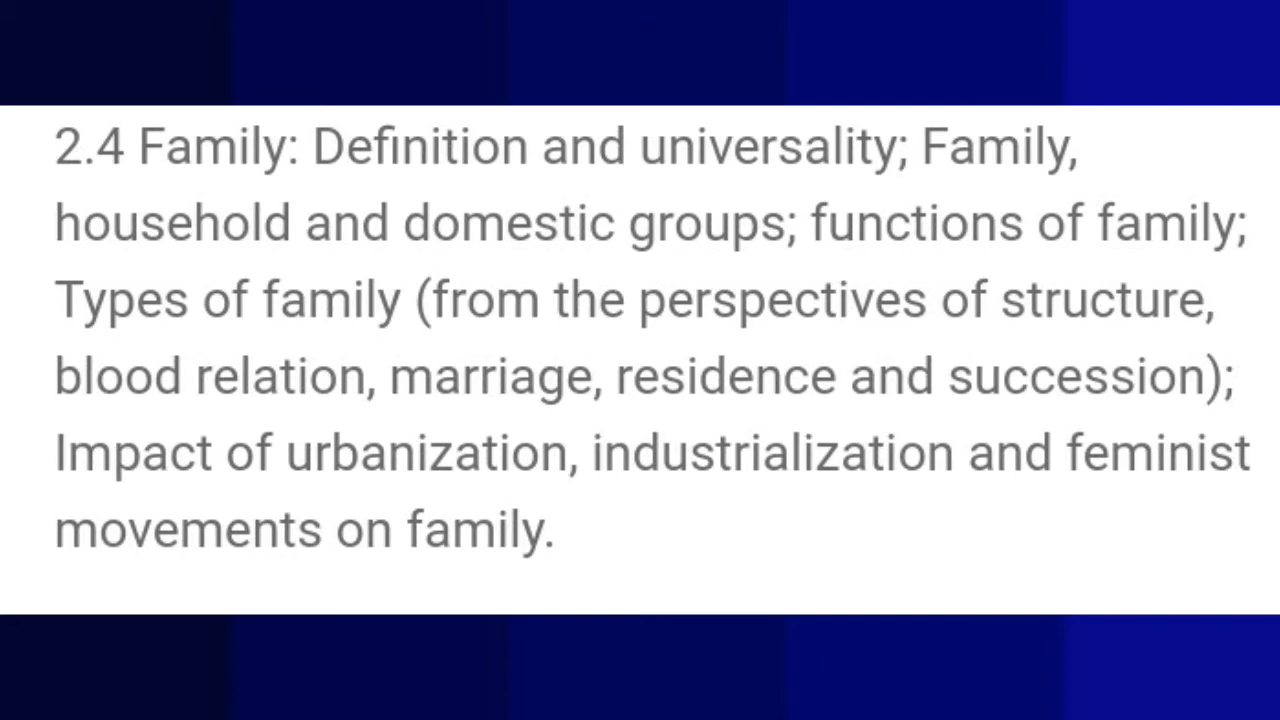 2.4 Family: Definition and universality; Family,
household and domestic groups; functions of family;
Types of family (from the perspectives of structure,
blood relation, marriage, residence and succession);
Impact of urbanization, industrialization and feminist
movements on family.